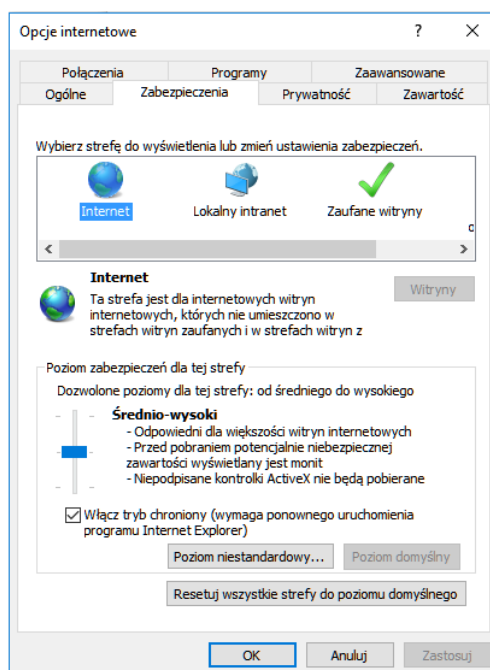 Opcje internetowe
Połączenia Programy Zaawansowane
Ogólne Zabezpieczenia Prywatność Zawartość
Wybierz strefę do wyświetlenia lub zmień ustawienia zabezpieczeń.
Internet Lokalny intranet Zaufane witryny
Internet
Witryny
Ta strefa jest dla internetowych witryn
internetowych, których nie umieszczono w
strefach witryn zaufanych i w strefach witryn z
Poziom zabezpieczeń dla tej strefy
Dozwolone poziomy dla tej strefy: od średniego do wysokiego
Średnio-wysoki
- Odpowiedni dla większości witryn internetowych
- Przed pobraniem potencjalnie niebezpiecznej
zawartości wyświetlany jest monit
- Niepodpisane kontrolki ActiveX nie będą pobierane
Włącz tryb chroniony (wymaga ponownego uruchomienia
programu Internet Explorer)
Poziom niestandardowy... Poziom domyślny
Resetuj wszystkie strefy do poziomu domyślnego
OK Anuluj Zastosuj